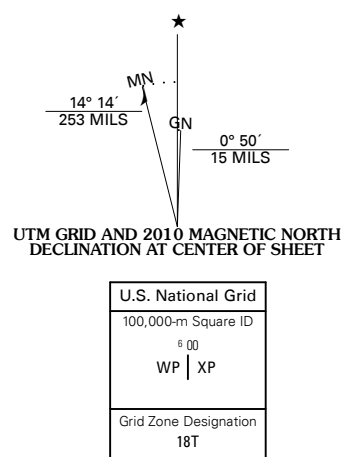 ★
MN
GN
14° 14´
253 MILS
0° 50´
15 MILS
UTM GRID AND 2010 MAGNETIC NORTH
DECLINATION AT CENTER OF SHEET
U.S. National Grid
100,000-m Square ID
⁶ 00
WP | XP
Grid Zone Designation
18T